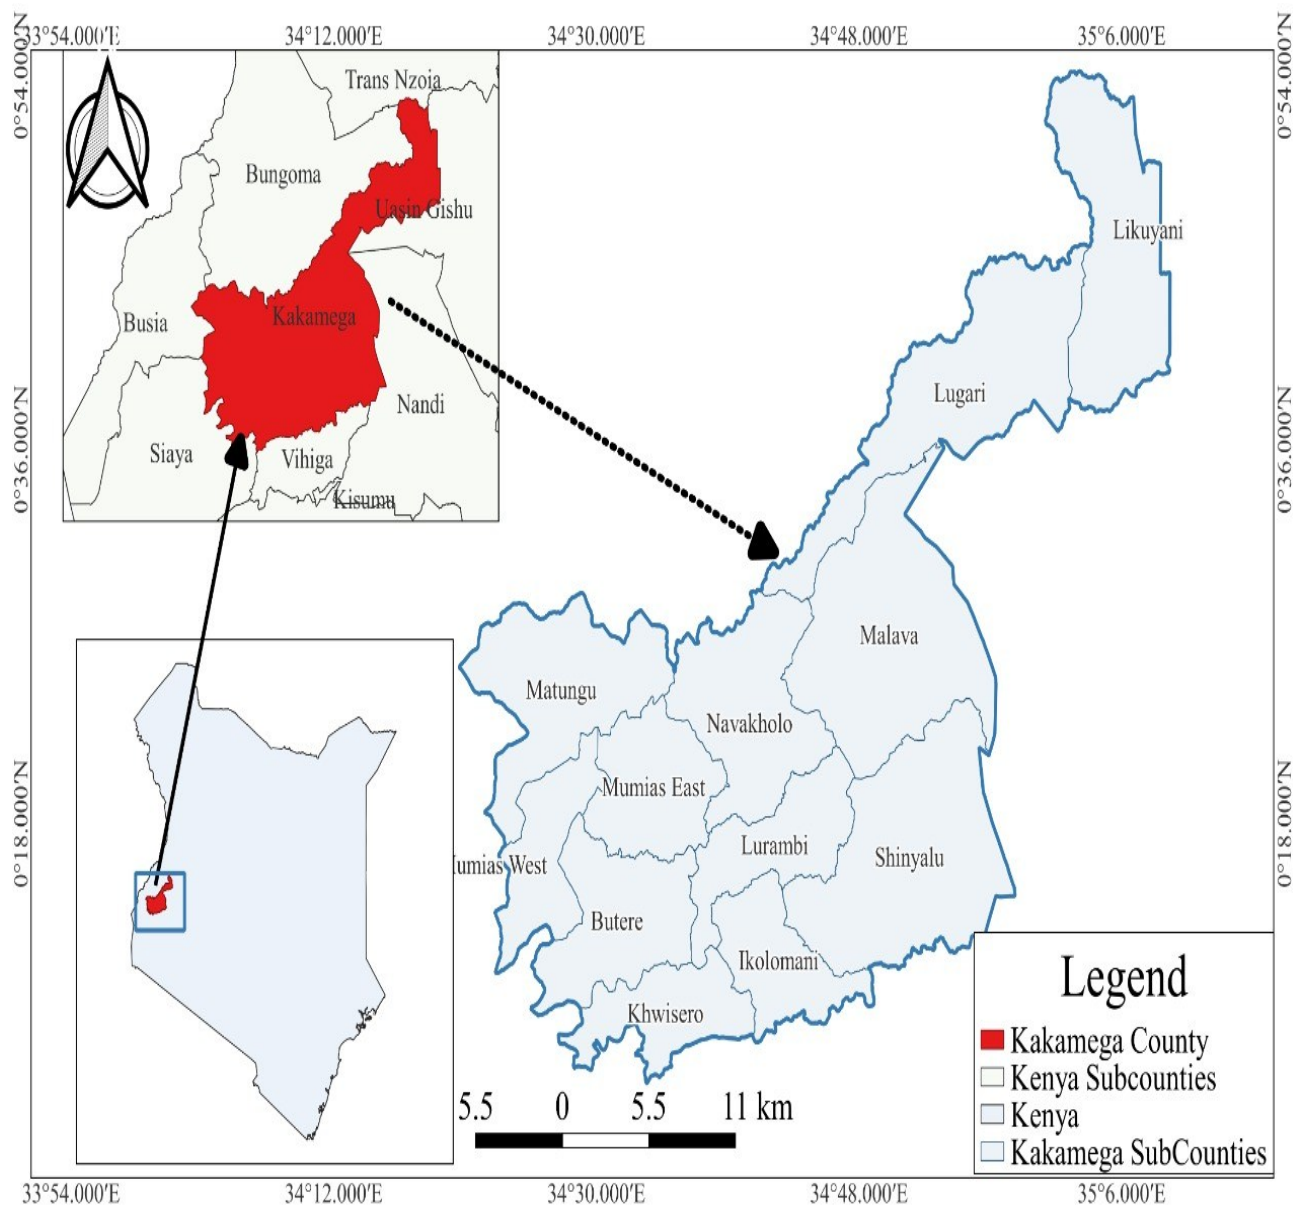 33°54.000'E 34°12.000'E 34°30.000'E 34°48.000'E 35°6.000'E
0°54.000'N
0°54.000'N
Trans Nzoia
Bungoma
Uasin Gishu
Kakamega
Busia
Nandi
Siaya
Vihiga
Kisumu
0°36.000'N
0°36.000'N
Likuyani
Lugari
Malava
Matungu
Navakholo
Mumias East
Lurambi
Shinyalu
umias West
Butere
Ikolomani
Khwisero
0°18.000'N
0°18.000'N
Legend
Kakamega County
Kenya Subcounties
Kenya
Kakamega SubCounties
5.5 0 5.5 11 km
33°54.000'E 34°12.000'E 34°30.000'E 34°48.000'E 35°6.000'E